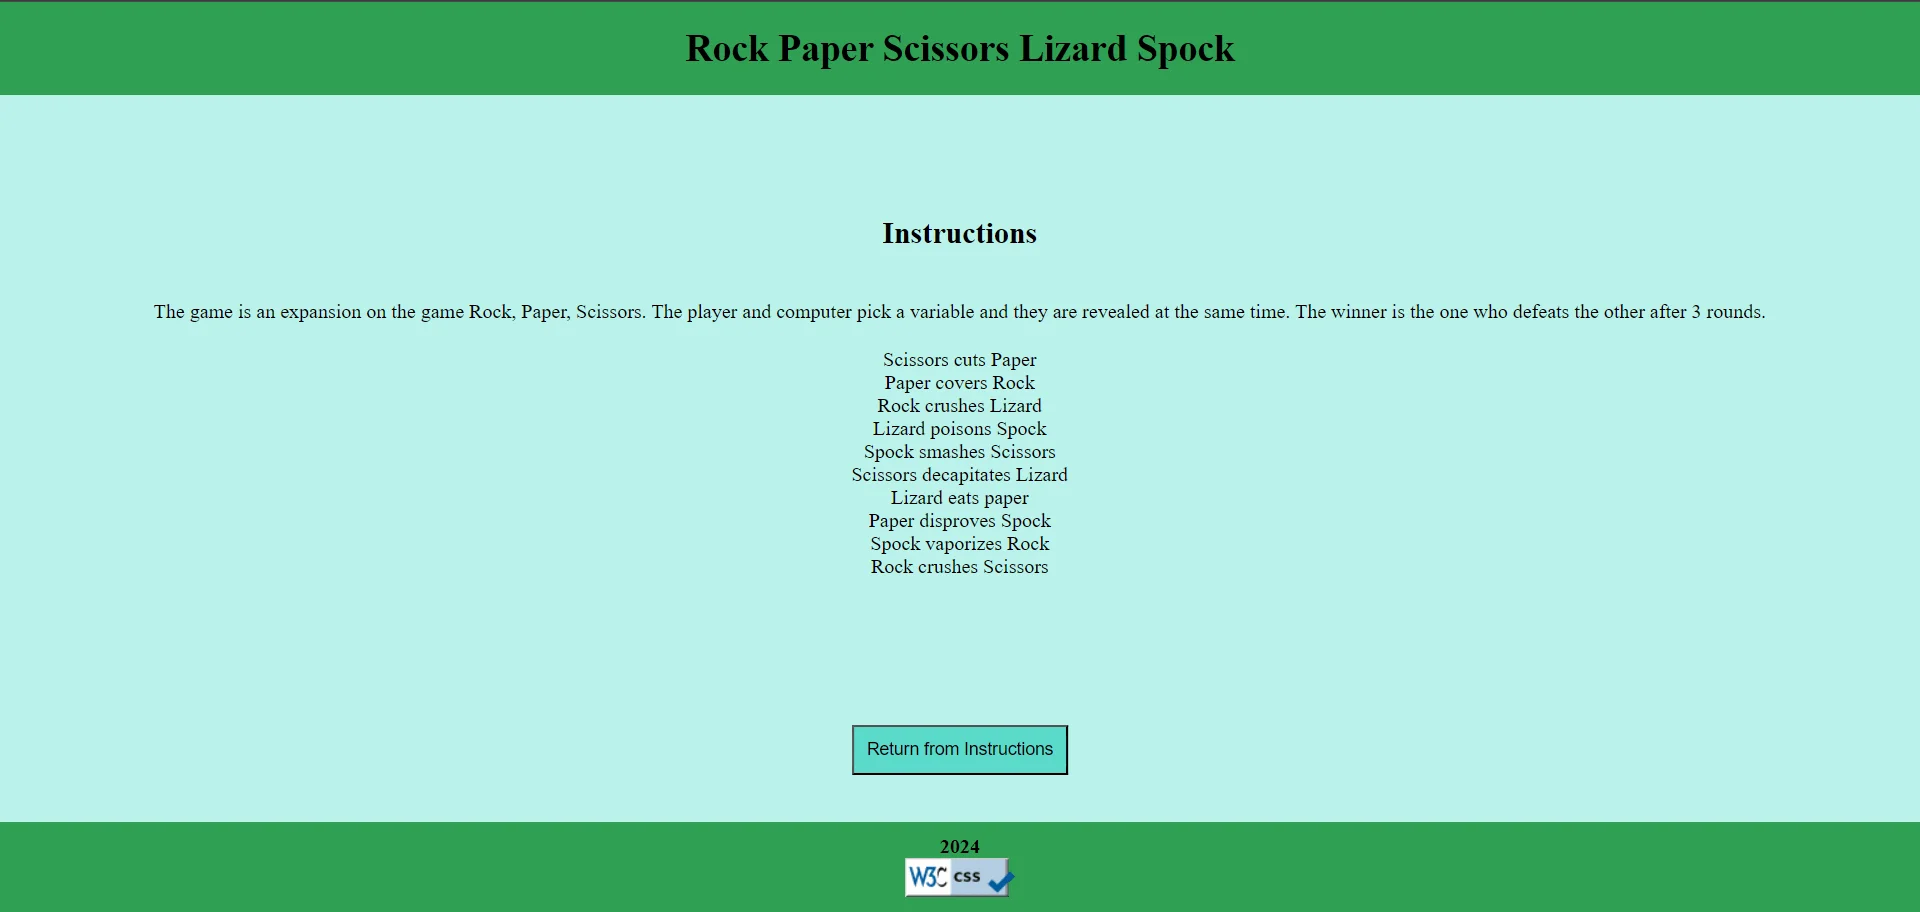 Rock Paper Scissors Lizard Spock
Instructions
The game is an expansion on the game Rock, Paper, Scissors. The player and computer pick a variable and they are revealed at the same time. The winner is the one who defeats the other after 3 rounds.
Scissors cuts Paper
Paper covers Rock
Rock crushes Lizard
Lizard poisons Spock
Spock smashes Scissors
Scissors decapitates Lizard
Lizard eats paper
Paper disproves Spock
Spock vaporizes Rock
Rock crushes Scissors
Return from Instructions
2024
W3C css